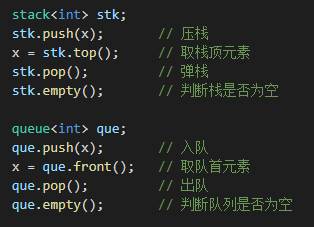 stack<int> stk;
stk.push(x);        // 压栈
x = stk.top();      // 取栈顶元素
stk.pop();          // 弹栈
stk.empty();        // 判断栈是否为空
queue<int> que;
que.push(x);        // 入队
x = que.front();    // 取队首元素
que.pop();          // 出队
que.empty();        // 判断队列是否为空